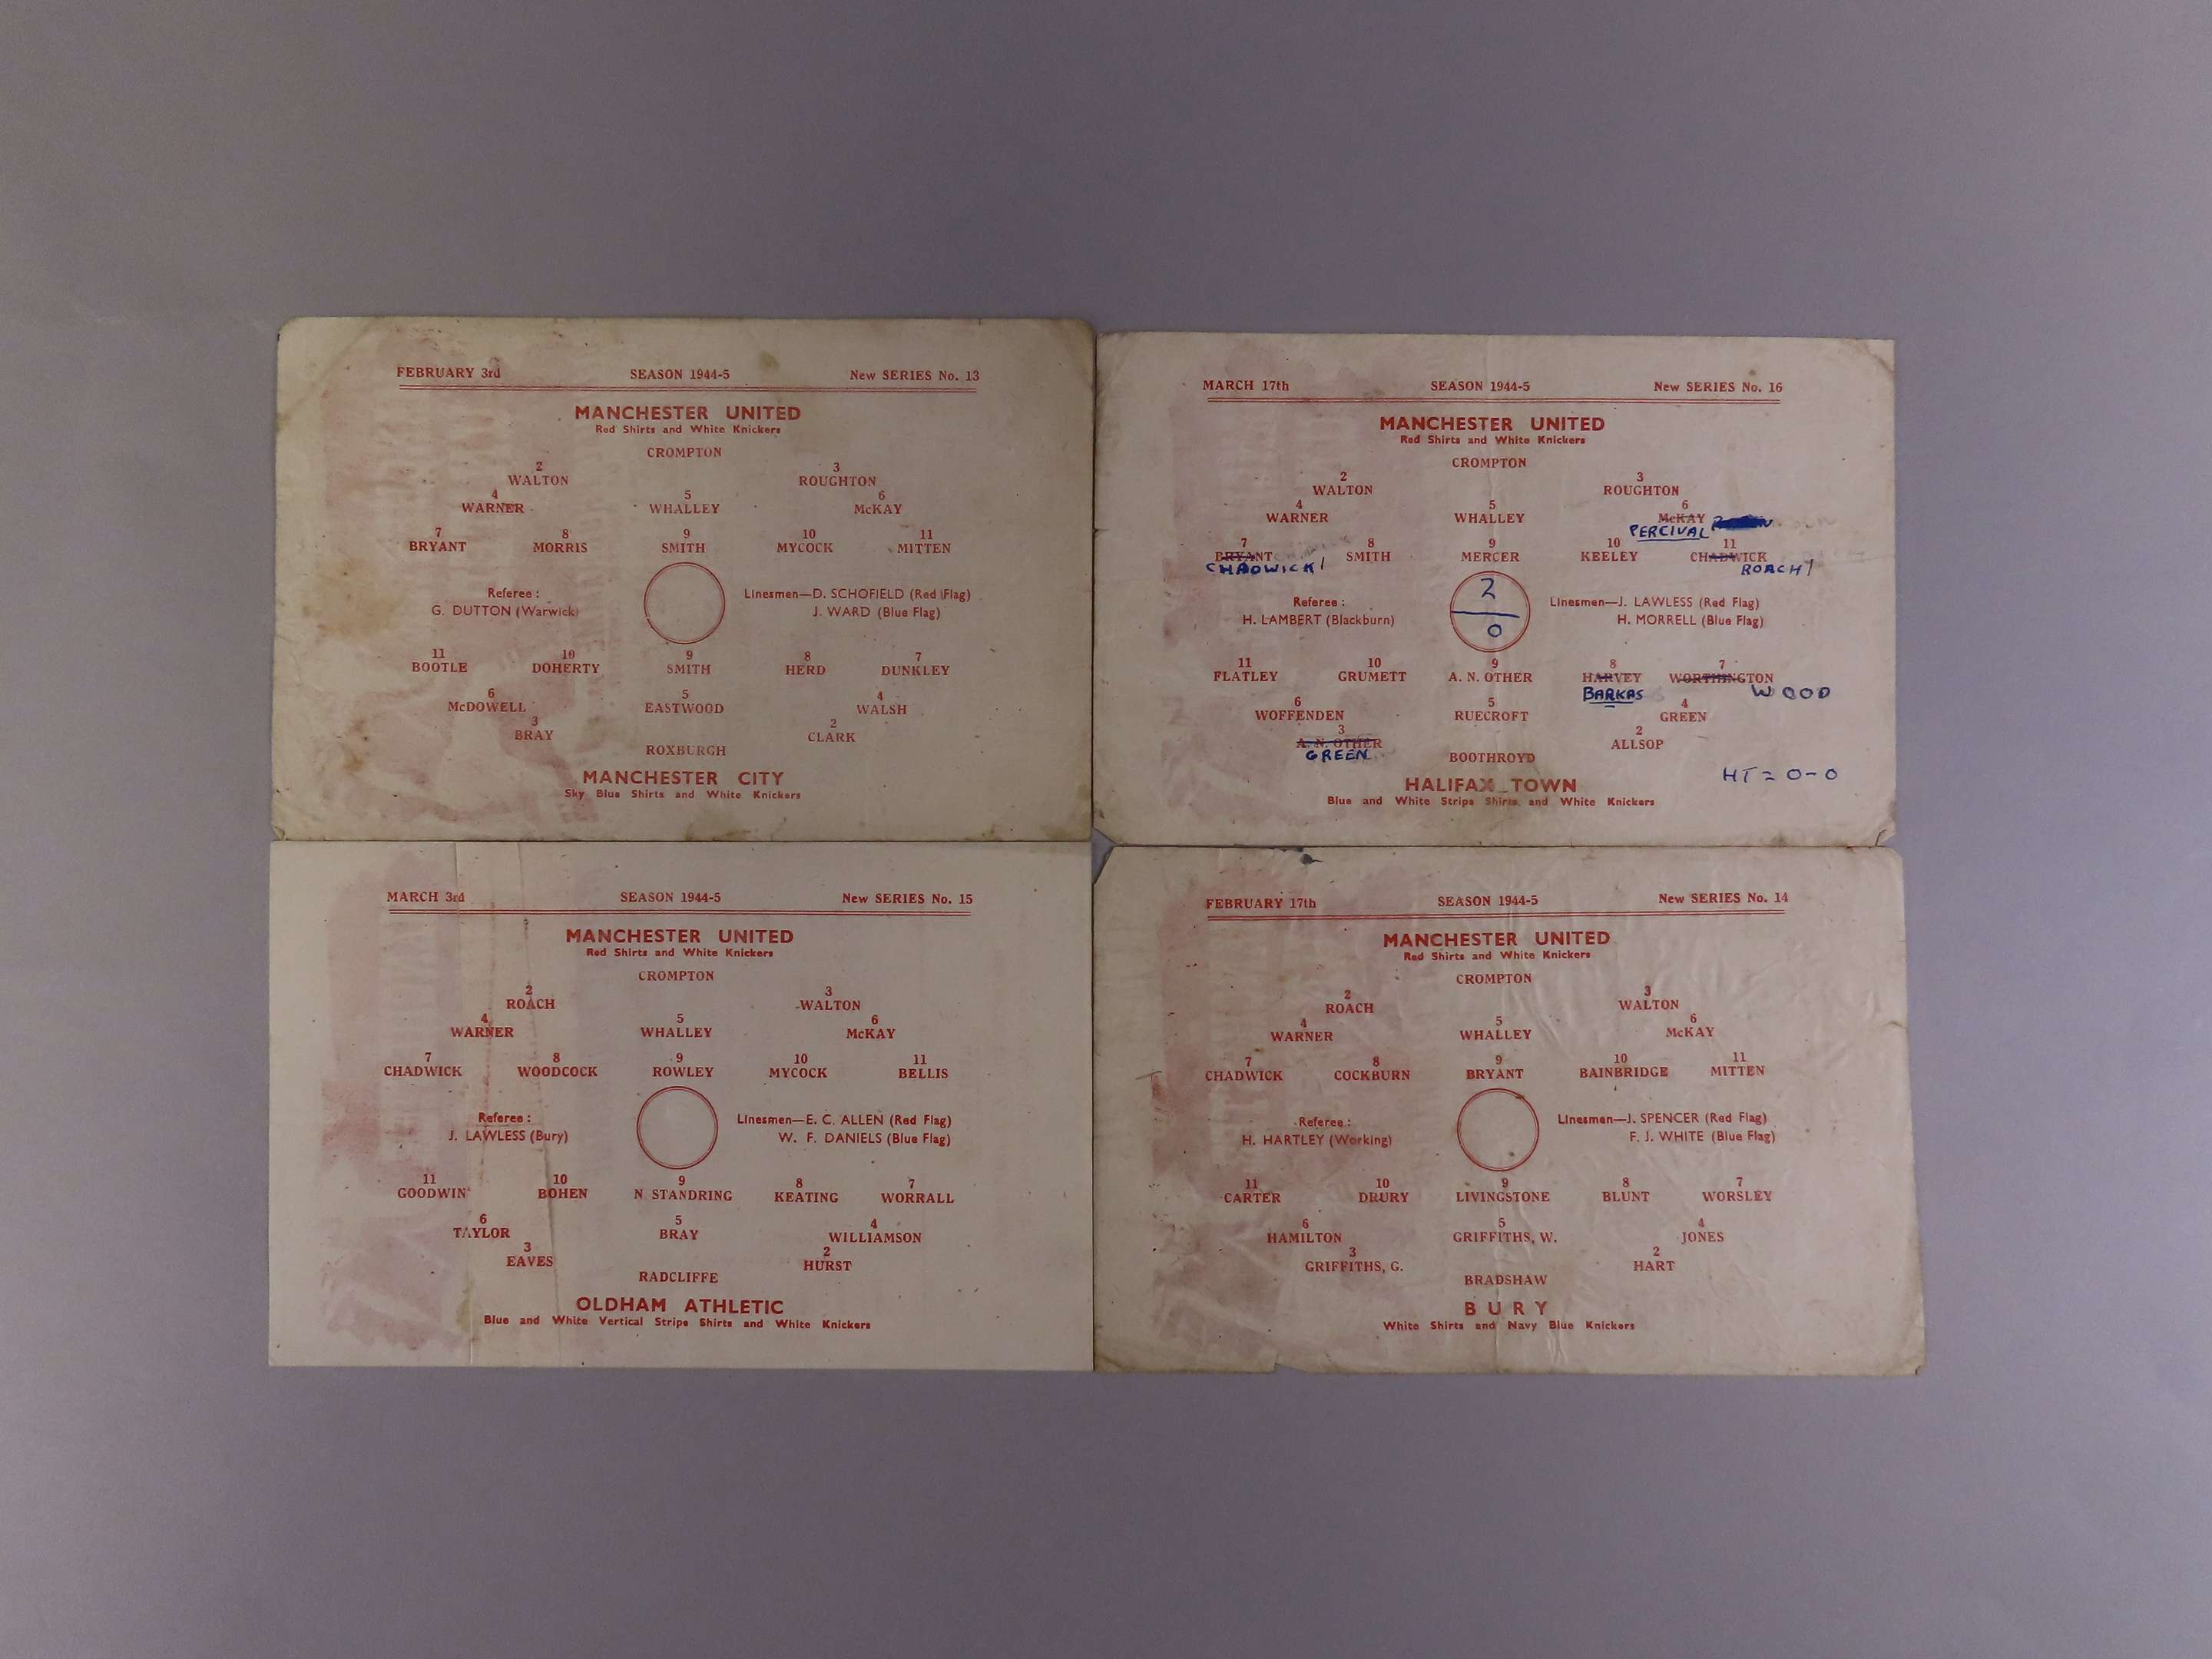 FEBRUARY 3rd SEASON 1944-5 New SERIES No. 13
MANCHESTER UNITED
Red Shirts and White Knickers
CROMPTON
2 3
WALTON ROUGHTON
4 5 6
WARNER WHALLEY McKAY
7 8 9 10 11
BRYANT MORRIS SMITH MYCOCK MITTEN
Referee : Linesmen—D. SCHOFIELD (Red Flag)
G. DUTTON (Warwick) J. WARD (Blue Flag)
11 10 9 8 7
BOOTLE DOHERTY SMITH HERD DUNKLEY
6 5 4
McDOWELL EASTWOOD WALSH
3 2
BRAY CLARK
ROXBURGH
MANCHESTER CITY
Sky Blue Shirts and White Knickers
MARCH 17th SEASON 1944-5 New SERIES No. 16
MANCHESTER UNITED
Red Shirts and White Knickers
CROMPTON
2 3
WALTON ROUGHTON
4 5 6
WARNER WHALLEY McKAY
PERCIVAL
7 8 9 10 11
BRYANT SMITH MERCER KEELEY CHADWICK
CHADWICK / ROACH /
2
0
Referee : Linesmen—J. LAWLESS (Red Flag)
H. LAMBERT (Blackburn) H. MORRELL (Blue Flag)
11 10 9 8 7
FLATLEY GRUMETT A. N. OTHER HARVEY WORTHINGTON
BARKAS WOOD
6 5 4
WOFFENDEN RUECROFT GREEN
3 2
A. N. OTHER ALLSOP
GREEN
BOOTHROYD
HT = 0-0
HALIFAX TOWN
Blue and White Stripe Shirts and White Knickers
MARCH 3rd SEASON 1944-5 New SERIES No. 15
MANCHESTER UNITED
Red Shirts and White Knickers
CROMPTON
2 3
ROACH WALTON
4 5 6
WARNER WHALLEY McKAY
7 8 9 10 11
CHADWICK WOODCOCK ROWLEY MYCOCK BELLIS
Referee : Linesmen—E. C. ALLEN (Red Flag)
J. LAWLESS (Bury) W. F. DANIELS (Blue Flag)
11 10 9 8 7
GOODWIN BOHEN N STANDRING KEATING WORRALL
6 5 4
TAYLOR BRAY WILLIAMSON
3 2
EAVES HURST
RADCLIFFE
OLDHAM ATHLETIC
Blue and White Vertical Stripe Shirts and White Knickers
FEBRUARY 17th SEASON 1944-5 New SERIES No. 14
MANCHESTER UNITED
Red Shirts and White Knickers
CROMPTON
2 3
ROACH WALTON
4 5 6
WARNER WHALLEY McKAY
7 8 9 10 11
CHADWICK COCKBURN BRYANT BAINBRIDGE MITTEN
Referee : Linesmen—J. SPENCER (Red Flag)
H. HARTLEY (Working) F. J. WHITE (Blue Flag)
11 10 9 8 7
CARTER DRURY LIVINGSTONE BLUNT WORSLEY
6 5 4
HAMILTON GRIFFITHS, W. JONES
3 2
GRIFFITHS, G. HART
BRADSHAW
BURY
White Shirts and Navy Blue Knickers